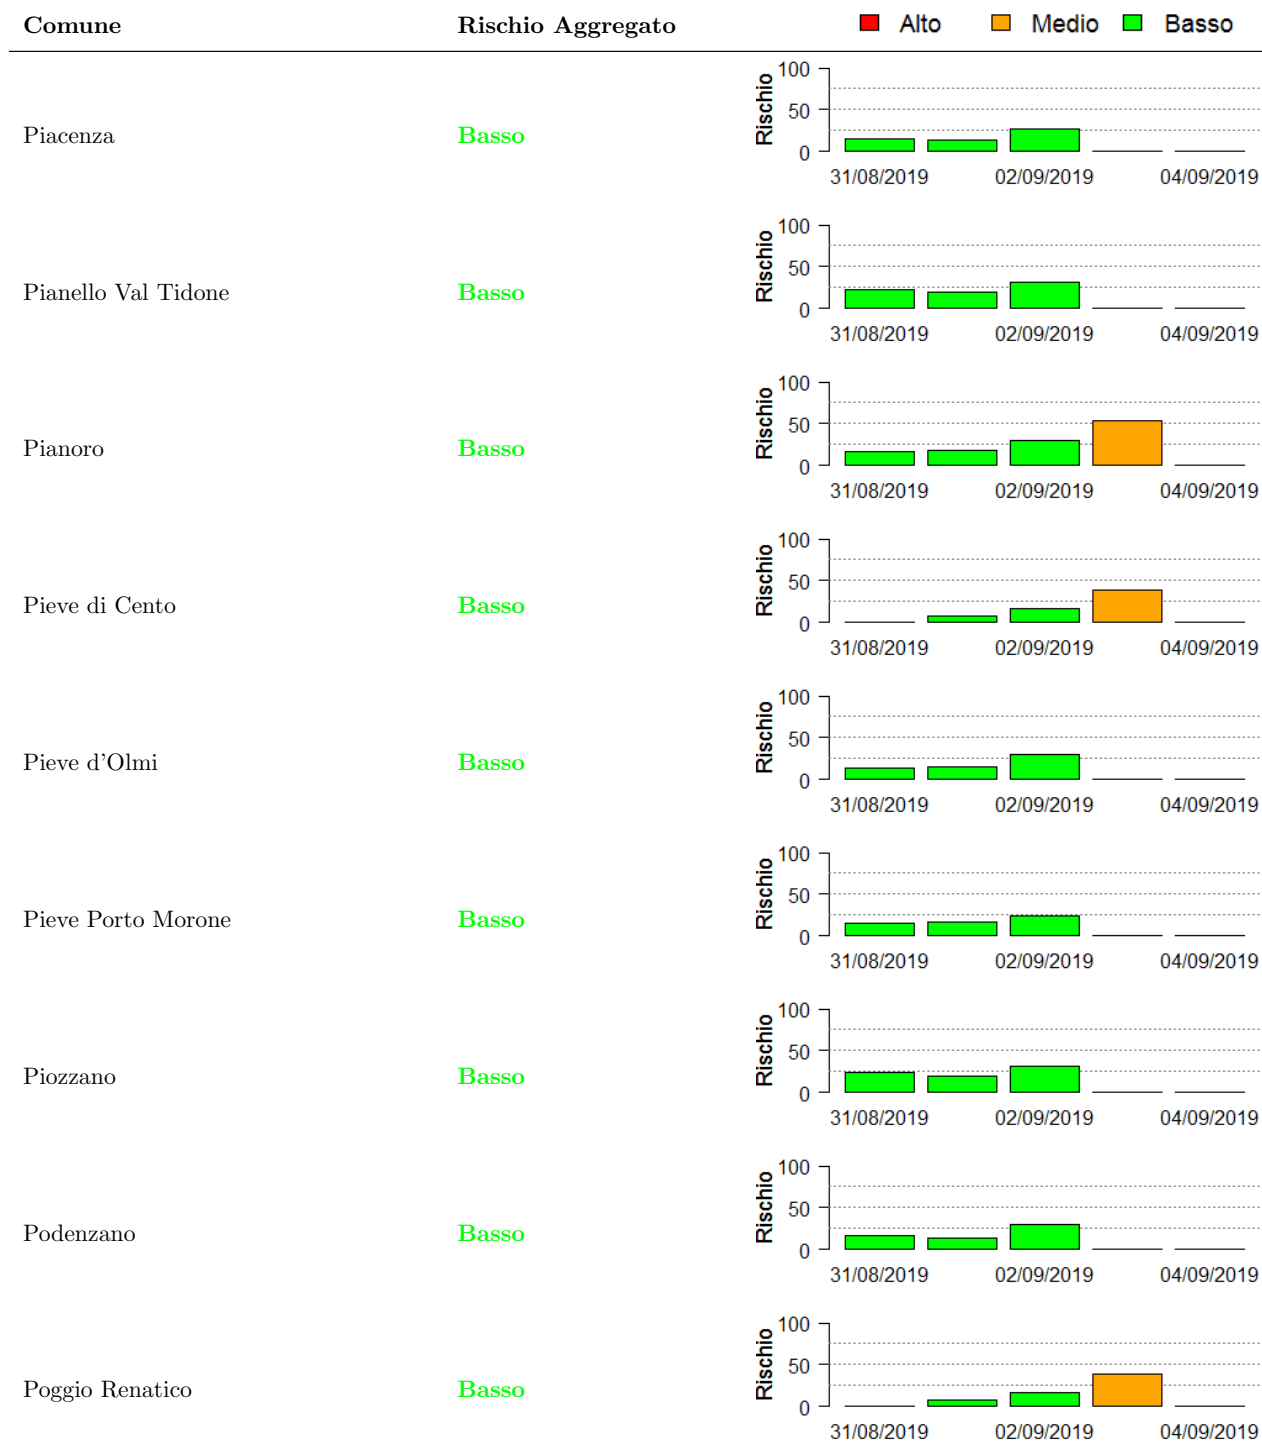 Comune Rischio Aggregato Alto Medio Basso
Piacenza Basso Rischio 100 50 0
31/08/2019 02/09/2019 04/09/2019
Pianello Val Tidone Basso Rischio 100 50 0
31/08/2019 02/09/2019 04/09/2019
Pianoro Basso Rischio 100 50 0
31/08/2019 02/09/2019 04/09/2019
Pieve di Cento Basso Rischio 100 50 0
31/08/2019 02/09/2019 04/09/2019
Pieve d'Olmi Basso Rischio 100 50 0
31/08/2019 02/09/2019 04/09/2019
Pieve Porto Morone Basso Rischio 100 50 0
31/08/2019 02/09/2019 04/09/2019
Piozzano Basso Rischio 100 50 0
31/08/2019 02/09/2019 04/09/2019
Podenzano Basso Rischio 100 50 0
31/08/2019 02/09/2019 04/09/2019
Poggio Renatico Basso Rischio 100 50 0
31/08/2019 02/09/2019 04/09/2019